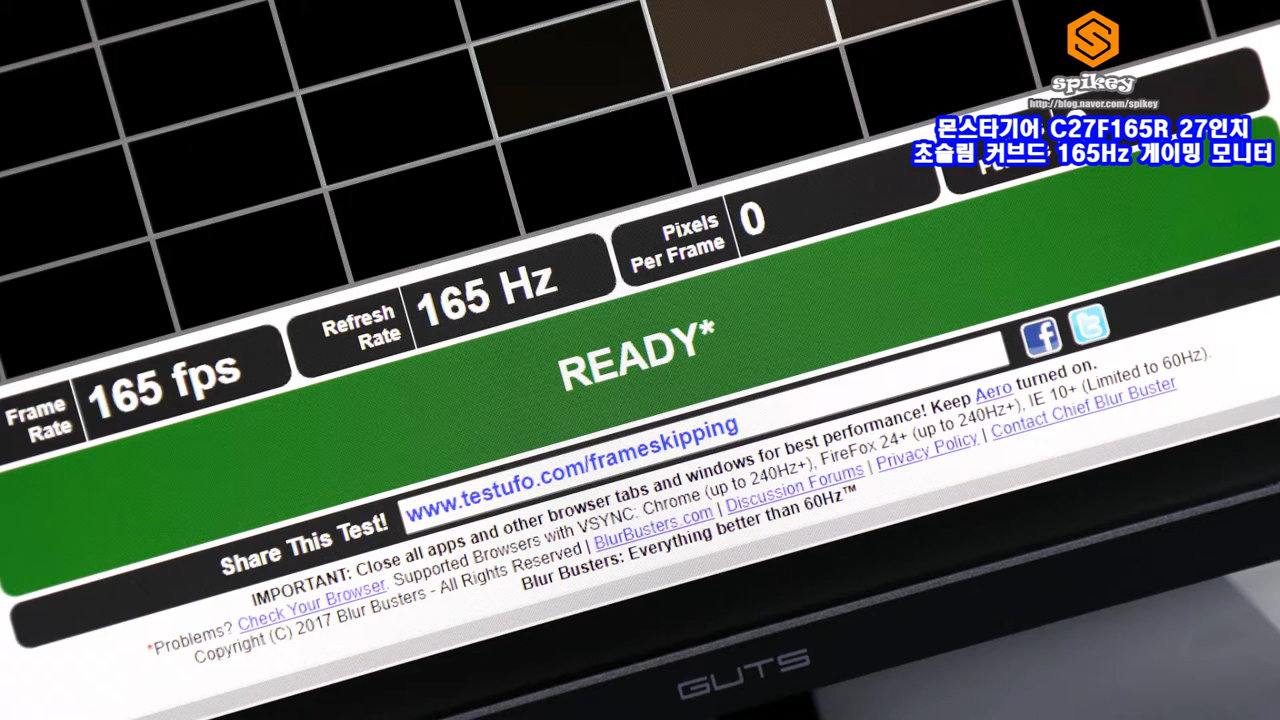 spikey
http://blog.naver.com/spikey
몬스타기어 C27F165R 27인치
초슬림 커브드 165Hz 게이밍 모니터
Frame
Rate
165 fps
Refresh
Rate
165 Hz
Pixels
Per Frame
0
READY*
Share This Test!
www.testufo.com/frameskipping
IMPORTANT: Close all apps and other browser tabs and windows for best performance! Keep Aero turned on.
*Problems? Check Your Browser. Supported Browsers with VSYNC: Chrome (up to 240Hz+), FireFox 24+ (up to 240Hz+), IE 10+ (Limited to 60Hz).
Copyright (C) 2017 Blur Busters - All Rights Reserved | BlurBusters.com | Discussion Forums | Privacy Policy | Contact Chief Blur Buster
Blur Busters: Everything better than 60Hz™
GUTS